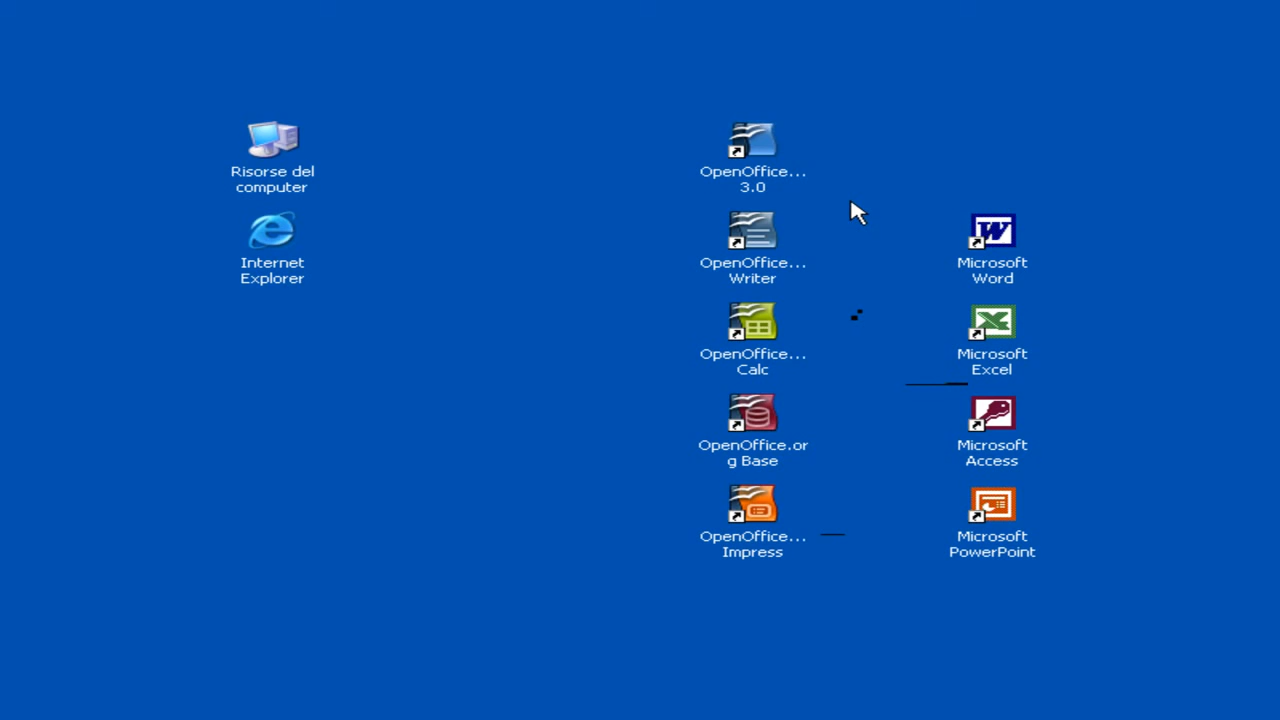 Risorse del
computer
Internet
Explorer
OpenOffice...
3.0
OpenOffice...
Writer
OpenOffice...
Calc
OpenOffice.or
g Base
OpenOffice...
Impress
W
Microsoft
Word
Microsoft
Excel
Microsoft
Access
Microsoft
PowerPoint